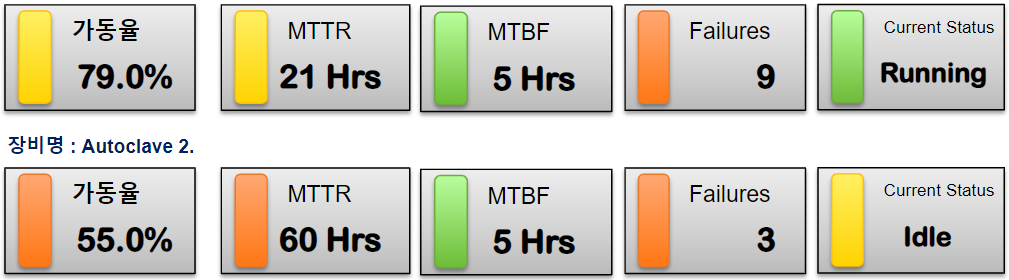 가동율 MTTR MTBF Failures Current Status
79.0% 21 Hrs 5 Hrs 9 Running
장비명 : Autoclave 2.
가동율 MTTR MTBF Failures Current Status
55.0% 60 Hrs 5 Hrs 3 Idle